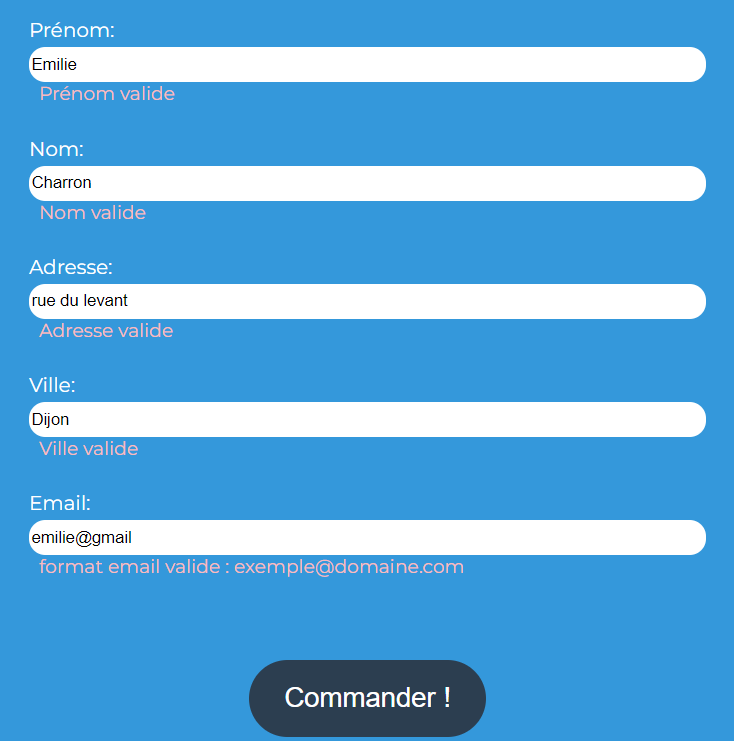 Prénom:
Emilie
Prénom valide
Nom:
Charron
Nom valide
Adresse:
rue du levant
Adresse valide
Ville:
Dijon
Ville valide
Email:
emilie@gmail
format email valide : exemple@domaine.com
Commander !